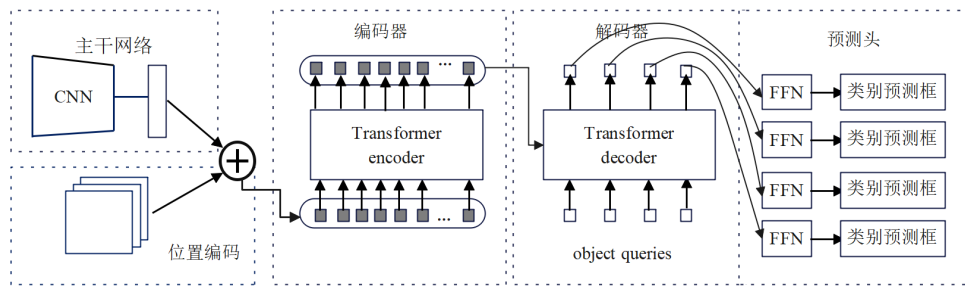 主干网络
CNN
位置编码
编码器
...
Transformer
encoder
...
解码器
Transformer
decoder
object queries
预测头
FFN
类别预测框
FFN
类别预测框
FFN
类别预测框
FFN
类别预测框